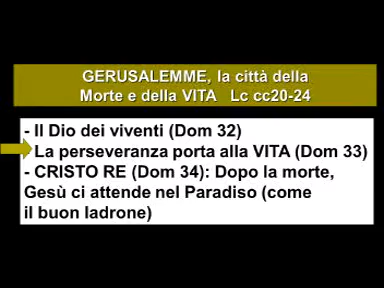 GERUSALEMME, la città della
Morte e della VITA Lc cc20-24
- Il Dio dei viventi (Dom 32)
La perseveranza porta alla VITA (Dom 33)
- CRISTO RE (Dom 34): Dopo la morte,
Gesù ci attende nel Paradiso (come
il buon ladrone)